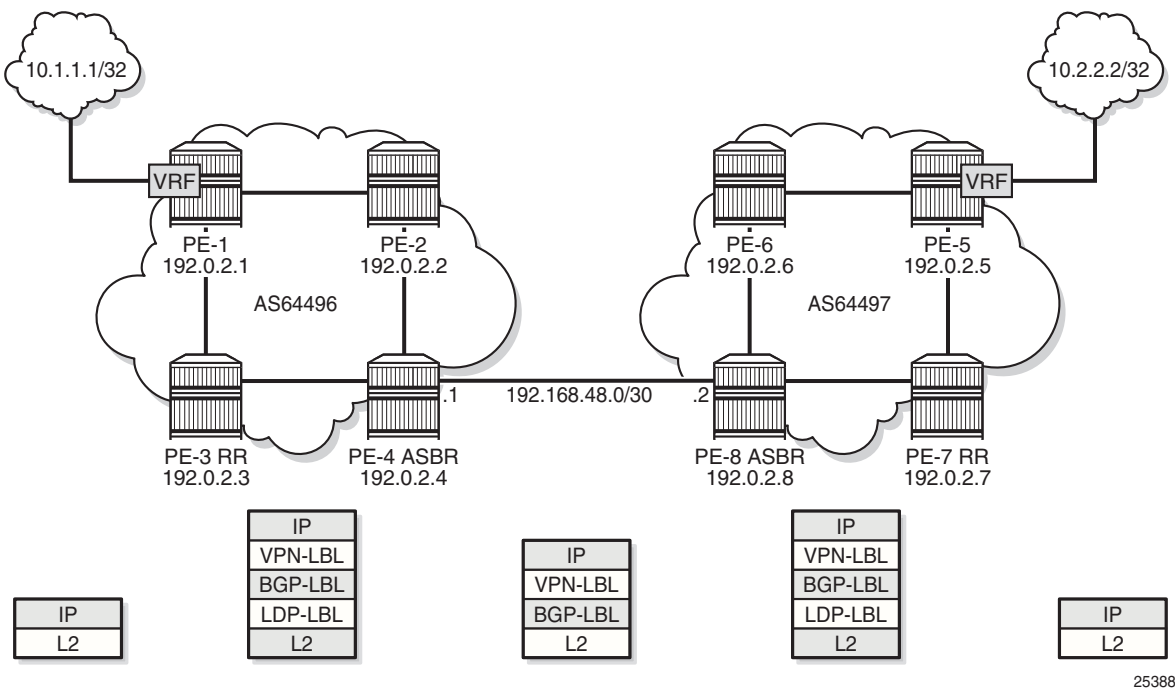 10.1.1.1/32
10.2.2.2/32
VRF
VRF
PE-1
192.0.2.1
PE-2
192.0.2.2
PE-6
192.0.2.6
PE-5
192.0.2.5
AS64496
AS64497
.1
192.168.48.0/30
.2
PE-3 RR
192.0.2.3
PE-4 ASBR
192.0.2.4
PE-8 ASBR
192.0.2.8
PE-7 RR
192.0.2.7
IP
L2
IP
VPN-LBL
BGP-LBL
LDP-LBL
L2
IP
VPN-LBL
BGP-LBL
L2
IP
VPN-LBL
BGP-LBL
LDP-LBL
L2
IP
L2
25388